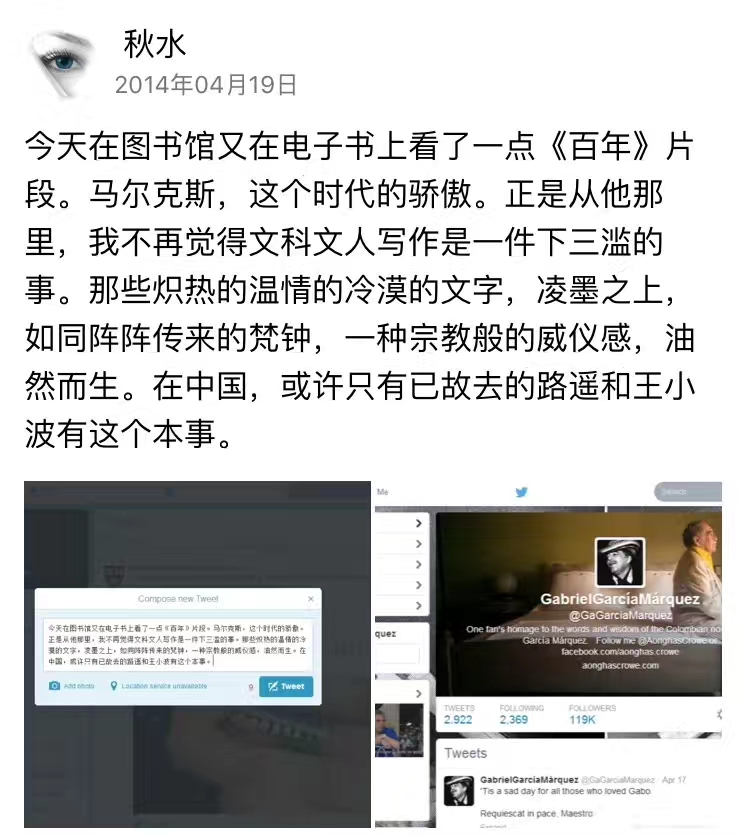 秋水
2014年04月19日
今天在图书馆又在电子书上看了一点《百年》片
段。马尔克斯，这个时代的骄傲。正是从他那
里，我不再觉得文科文人写作是一件下三滥的
事。那些炽热的温情的冷漠的文字，凌墨之上，
如同阵阵传来的梵钟，一种宗教般的威仪感，油
然而生。在中国，或许只有已故去的路遥和王小
波有这个本事。
Compose new Tweet
今天在图书馆又在电子书上看了一点《百年》片段。马尔克斯，这个时代的骄傲。
正是从他那里，我不再觉得文科文人写作是一件下三滥的事。那些炽热的温情的冷
漠的文字，凌墨之上，如同阵阵传来的梵钟，一种宗教般的威仪感，油然而生。在
中国，或许只有已故去的路遥和王小波有这个本事。
Add photo
Location service unavailable
9
Tweet
Me
Search
quez
GabrielGarcíaMárquez
@GaGarciaMarquez
One fan's homage to the words and wisdom of the Colombian no
García Márquez. Follow me @AonghasCrowe or
facebook.com/aonghas.crowe
aonghascrowe.com
TWEETS
2,922
FOLLOWING
2,369
FOLLOWERS
119K
Tweets
GabrielGarcíaMárquez @GaGarciaMarquez · Apr 17
'Tis a sad day for all those who loved Gabo.
Requiescat in pace, Maestro
Expand